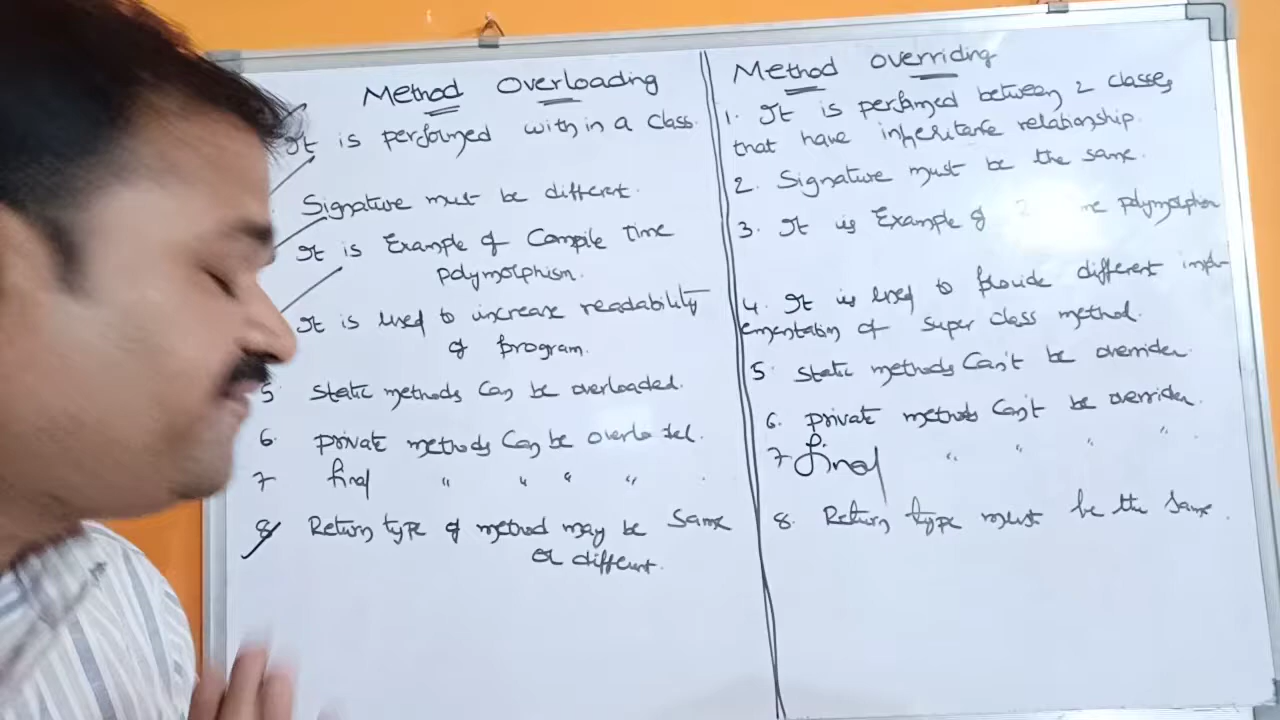 Method Overloading
It is performed with in a class.
Signature must be different.
It is Example of Compile Time
polymorphism.
It is used to increase readability
of program.
5. Static methods Can be overloaded.
6. private methods Can be
7 final " " " " .
8 Return type of method may be Same
or different.
Method overriding
1. It is performed between 2 classes
that have inheritance relationship.
2. Signature must be the same.
3. It is Example of polymorphism
4. It is used to provide different impl-
ementation of super class method.
5 Static methods Can't be overriden.
6. private methods Can't be overriden.
7 final " " " " .
8. Return type must be the same.